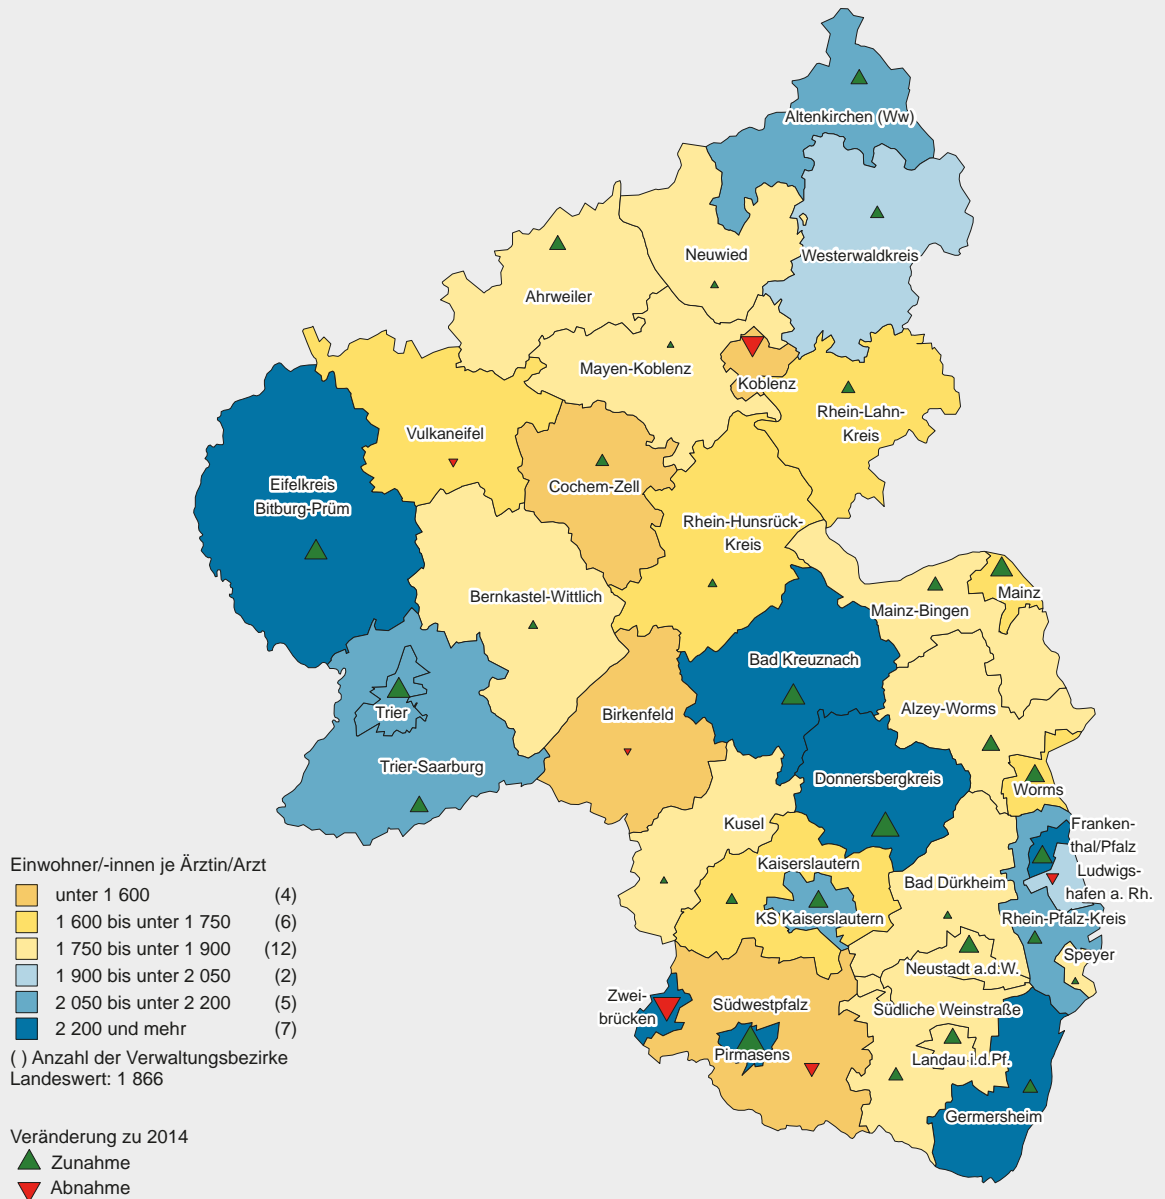 Altenkirchen (Ww)
Neuwied
Westerwaldkreis
Ahrweiler
Mayen-Koblenz
Koblenz
Rhein-Lahn-
Kreis
Vulkaneifel
Cochem-Zell
Eifelkreis
Bitburg-Prüm
Rhein-Hunsrück-
Kreis
Bernkastel-Wittlich
Mainz-Bingen
Mainz
Bad Kreuznach
Trier
Birkenfeld
Alzey-Worms
Trier-Saarburg
Donnersbergkreis
Worms
Kusel
Franken-
thal/Pfalz
Kaiserslautern
Ludwigs-
hafen a. Rh.
Bad Dürkheim
KS Kaiserslautern
Rhein-Pfalz-Kreis
Neustadt a.d.W.
Speyer
Zwei-
brücken
Südwestpfalz
Südliche Weinstraße
Pirmasens
Landau i.d.Pf.
Germersheim
Einwohner/-innen je Ärztin/Arzt
unter 1 600 (4)
1 600 bis unter 1 750 (6)
1 750 bis unter 1 900 (12)
1 900 bis unter 2 050 (2)
2 050 bis unter 2 200 (5)
2 200 und mehr (7)
( ) Anzahl der Verwaltungsbezirke
Landeswert: 1 866
Veränderung zu 2014
Zunahme
Abnahme